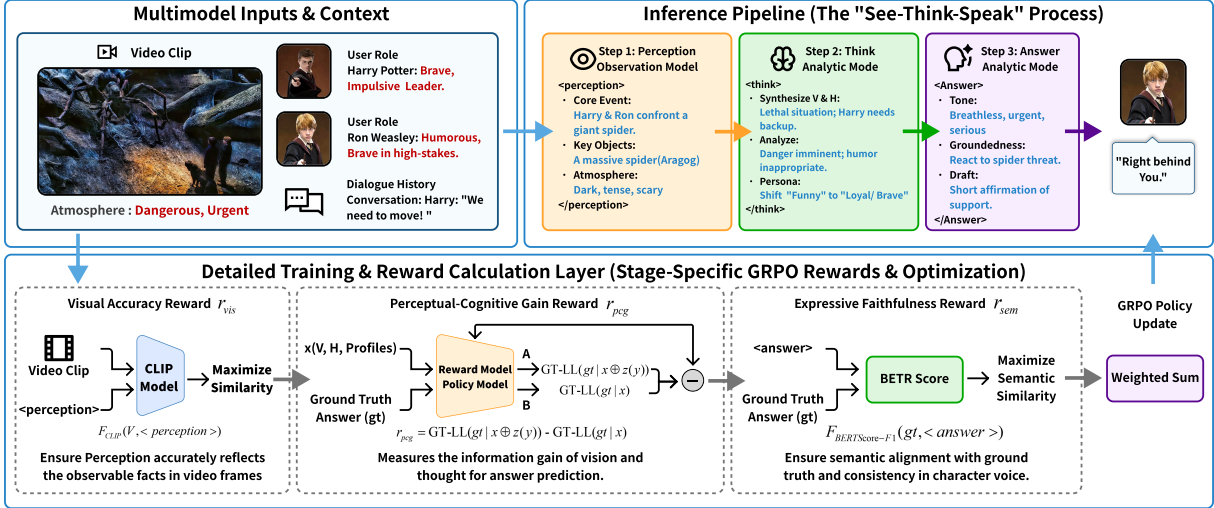 Multimodel Inputs & Context
Video Clip
Atmosphere : Dangerous, Urgent
User Role
Harry Potter: Brave,
Impulsive Leader.
User Role
Ron Weasley: Humorous,
Brave in high-stakes.
Dialogue History
Conversation: Harry: "We
need to move! "
Inference Pipeline (The "See-Think-Speak" Process)
Step 1: Perception
Observation Model
<perception>
· Core Event:
Harry & Ron confront a
giant spider.
· Key Objects:
A massive spider(Aragog)
· Atmosphere:
Dark, tense, scary
</perception>
Step 2: Think
Analytic Mode
<think>
· Synthesize V & H:
Lethal situation; Harry needs
backup.
· Analyze:
Danger imminent; humor
inappropriate.
· Persona:
Shift "Funny" to "Loyal/ Brave"
</think>
Step 3: Answer
Analytic Mode
<Answer>
· Tone:
Breathless, urgent,
serious
· Groundedness:
React to spider threat.
· Draft:
Short affirmation of
support.
</Answer>
"Right behind
You."
Detailed Training & Reward Calculation Layer (Stage-Specific GRPO Rewards & Optimization)
Visual Accuracy Reward r_vis
Video Clip
<perception>
CLIP
Model
Maximize
Similarity
F_CLIP(V,< perception >)
Ensure Perception accurately reflects
the observable facts in video frames
Perceptual-Cognitive Gain Reward r_pcg
x(V, H, Profiles)
Ground Truth
Answer (gt)
Reward Model
Policy Model
A
B
GT-LL(gt | x ⊕ z(y))
GT-LL(gt | x)
−
r_pcg = GT-LL(gt | x ⊕ z(y)) - GT-LL(gt | x)
Measures the information gain of vision and
thought for answer prediction.
Expressive Faithfulness Reward r_sem
<answer>
Ground Truth
Answer (gt)
BETR Score
Maximize
Semantic
Similarity
F_BERTScore−F1(gt,< answer >)
Ensure semantic alignment with ground
truth and consistency in character voice.
GRPO Policy
Update
Weighted Sum